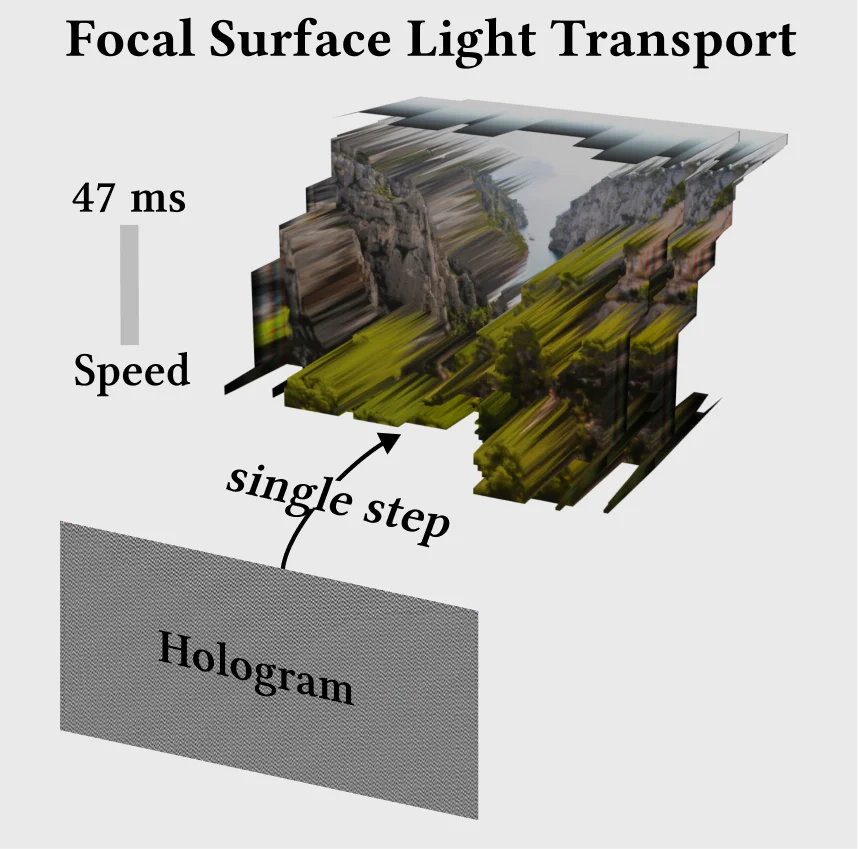 Focal Surface Light Transport
47 ms
Speed
single step
Hologram